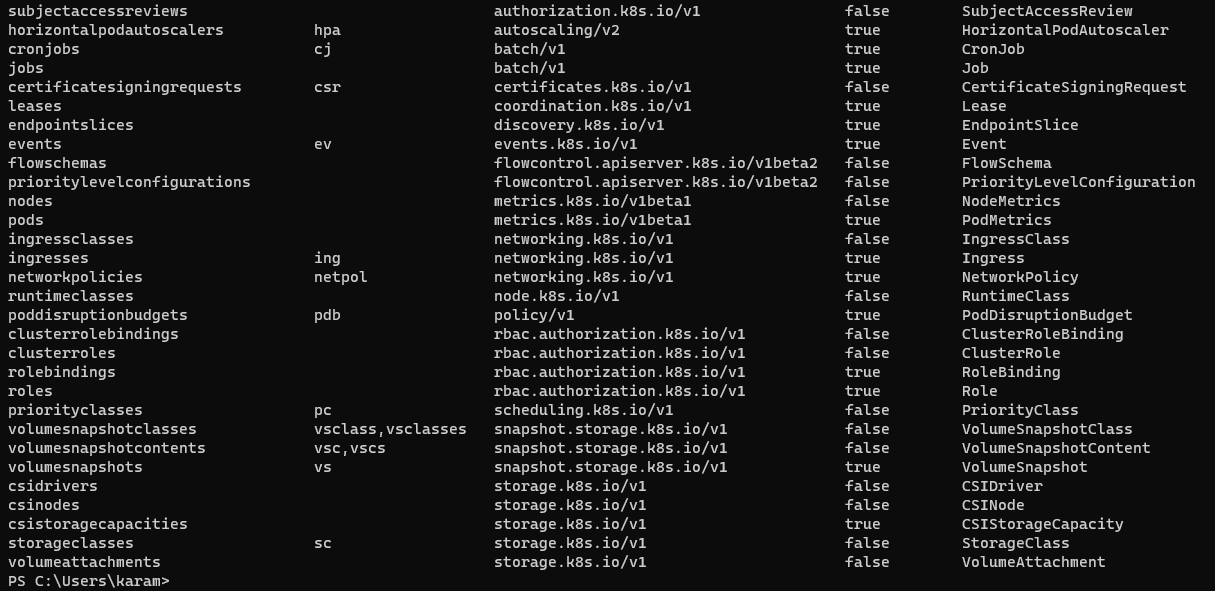 subjectaccessreviews authorization.k8s.io/v1 false SubjectAccessReview
horizontalpodautoscalers hpa autoscaling/v2 true HorizontalPodAutoscaler
cronjobs cj batch/v1 true CronJob
jobs batch/v1 true Job
certificatesigningrequests csr certificates.k8s.io/v1 false CertificateSigningRequest
leases coordination.k8s.io/v1 true Lease
endpointslices discovery.k8s.io/v1 true EndpointSlice
events ev events.k8s.io/v1 true Event
flowschemas flowcontrol.apiserver.k8s.io/v1beta2 false FlowSchema
prioritylevelconfigurations flowcontrol.apiserver.k8s.io/v1beta2 false PriorityLevelConfiguration
nodes metrics.k8s.io/v1beta1 false NodeMetrics
pods metrics.k8s.io/v1beta1 true PodMetrics
ingressclasses networking.k8s.io/v1 false IngressClass
ingresses ing networking.k8s.io/v1 true Ingress
networkpolicies netpol networking.k8s.io/v1 true NetworkPolicy
runtimeclasses node.k8s.io/v1 false RuntimeClass
poddisruptionbudgets pdb policy/v1 true PodDisruptionBudget
clusterrolebindings rbac.authorization.k8s.io/v1 false ClusterRoleBinding
clusterroles rbac.authorization.k8s.io/v1 false ClusterRole
rolebindings rbac.authorization.k8s.io/v1 true RoleBinding
roles rbac.authorization.k8s.io/v1 true Role
priorityclasses pc scheduling.k8s.io/v1 false PriorityClass
volumesnapshotclasses vsclass,vsclasses snapshot.storage.k8s.io/v1 false VolumeSnapshotClass
volumesnapshotcontents vsc,vscs snapshot.storage.k8s.io/v1 false VolumeSnapshotContent
volumesnapshots vs snapshot.storage.k8s.io/v1 true VolumeSnapshot
csidrivers storage.k8s.io/v1 false CSIDriver
csinodes storage.k8s.io/v1 false CSINode
csistoragecapacities storage.k8s.io/v1 true CSIStorageCapacity
storageclasses sc storage.k8s.io/v1 false StorageClass
volumeattachments storage.k8s.io/v1 false VolumeAttachment
PS C:\Users\karam>